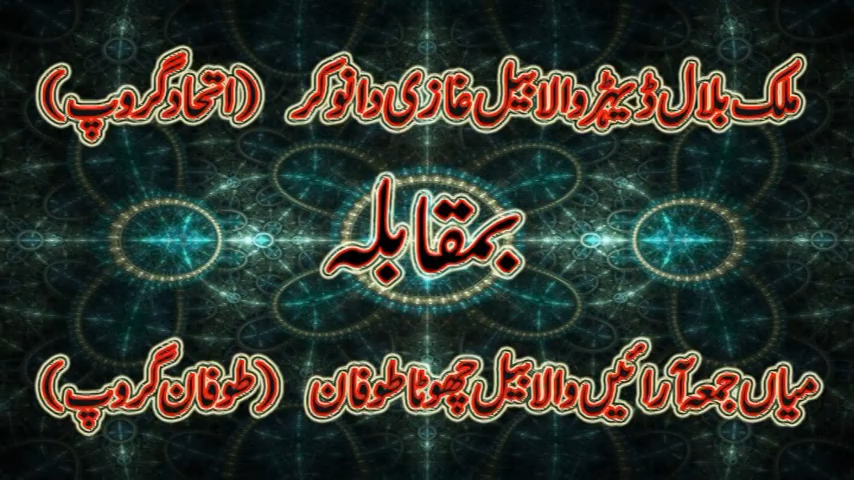 ملک بلال ڈیہڑ والا بیل غازی دا نوکر (اتحاد گروپ)
بمقابلہ
میاں جمعہ آرائیں والا بیل چھوٹا طوفان (طوفان گروپ)